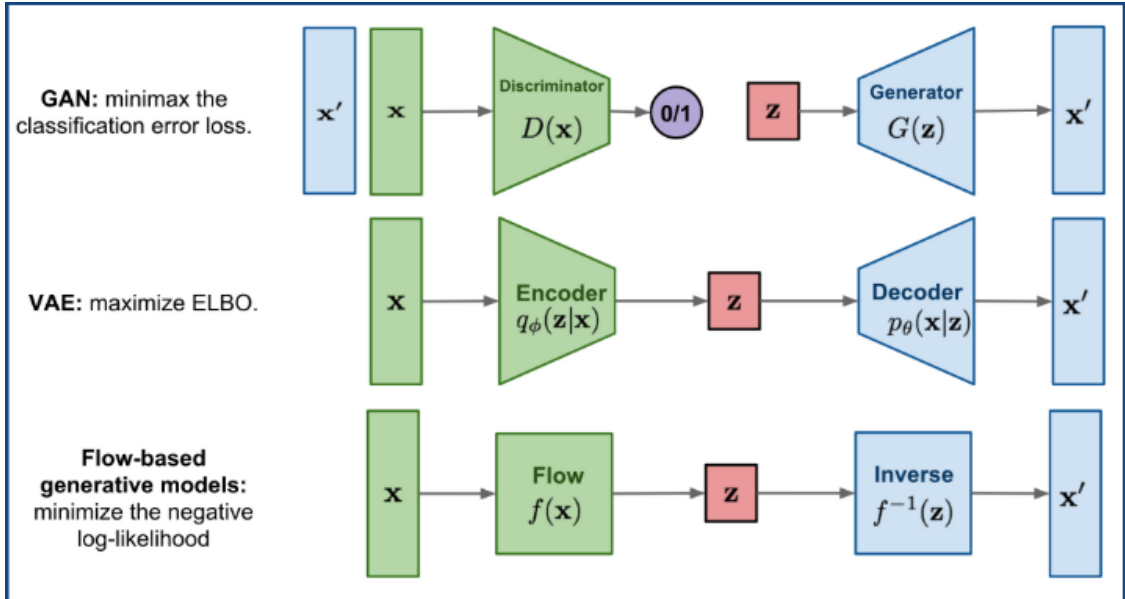 GAN: minimax the
classification error loss.
x′
x
Discriminator
D(x)
0/1
z
Generator
G(z)
x′
VAE: maximize ELBO.
x
Encoder
qϕ(z|x)
z
Decoder
pθ(x|z)
x′
Flow-based
generative models:
minimize the negative
log-likelihood
x
Flow
f(x)
z
Inverse
f⁻¹(z)
x′